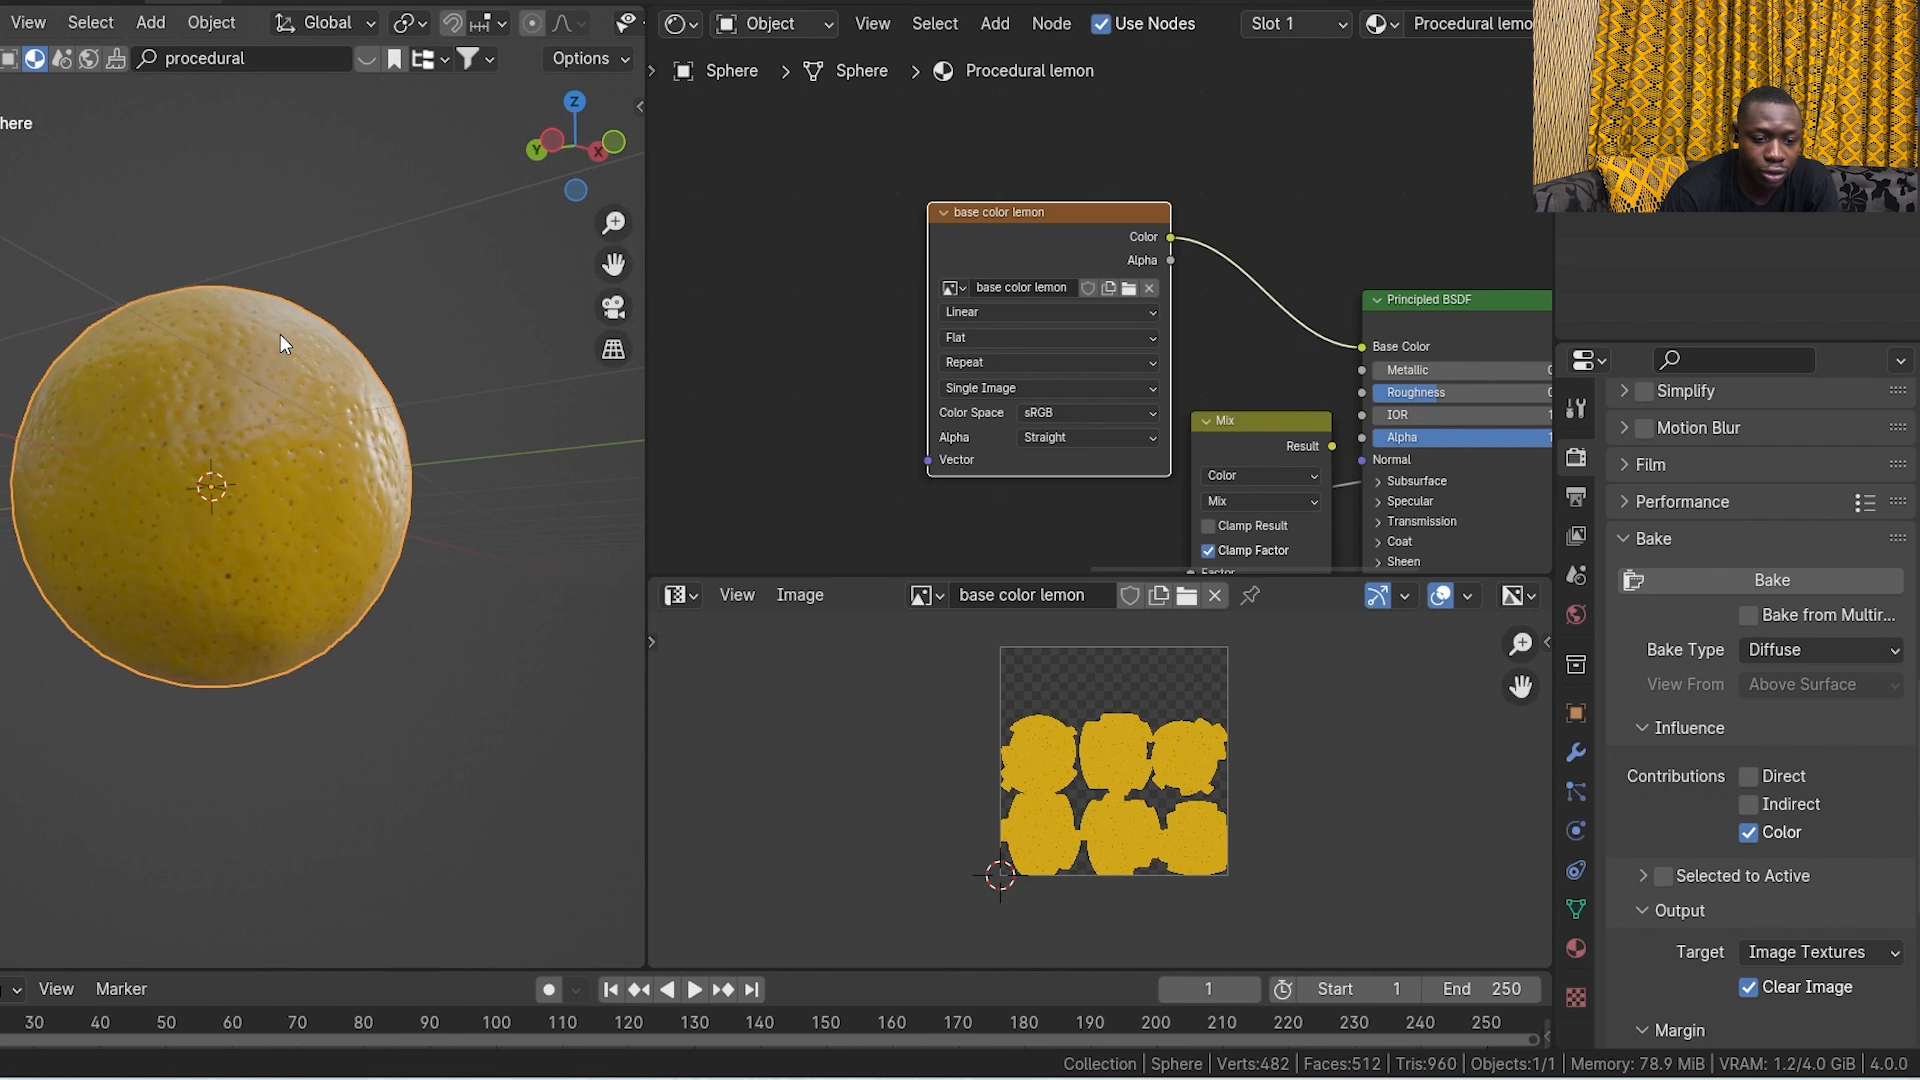 View Select Add Object Global
procedural Options
here
Z
Y X
Object View Select Add Node Use Nodes Slot 1 Procedural lemo
Sphere > Sphere > Procedural lemon
base color lemon
Color
Alpha
base color lemon
Linear
Flat
Repeat
Single Image
Color Space sRGB
Alpha Straight
Vector
Mix
Result
Color
Mix
Clamp Result
Clamp Factor
Factor
Principled BSDF
Base Color
Metallic 0
Roughness 0
IOR 1
Alpha 1
Normal
Subsurface
Specular
Transmission
Coat
Sheen
View Image base color lemon
Simplify
Motion Blur
Film
Performance
Bake
Bake
Bake from Multir...
Bake Type Diffuse
View From Above Surface
Influence
Contributions Direct
Indirect
Color
Selected to Active
Output
Target Image Textures
Clear Image
Margin
View Marker 1 Start 1 End 250
30 40 50 60 70 80 90 100 110 120 130 140 150 160 170 180 190 200 210 220 230 240 250
Collection | Sphere | Verts:482 | Faces:512 | Tris:960 | Objects:1/1 | Memory: 78.9 MiB | VRAM: 1.2/4.0 GiB | 4.0.0